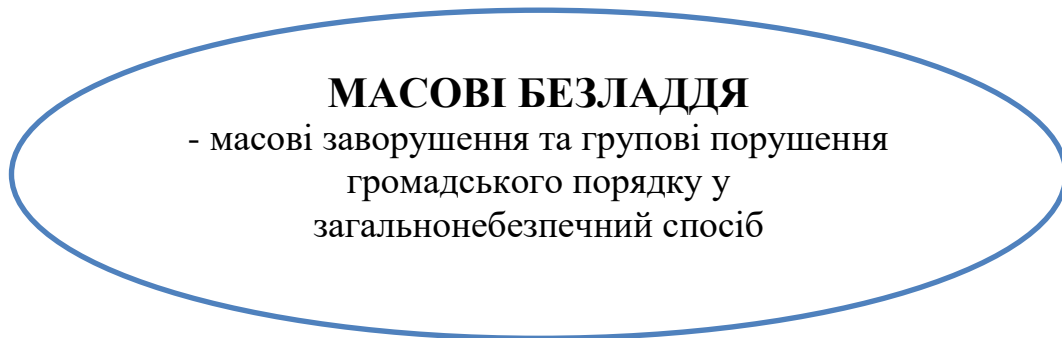 МАСОВІ БЕЗЛАДДЯ
- масові заворушення та групові порушення
громадського порядку у
загальнонебезпечний спосіб